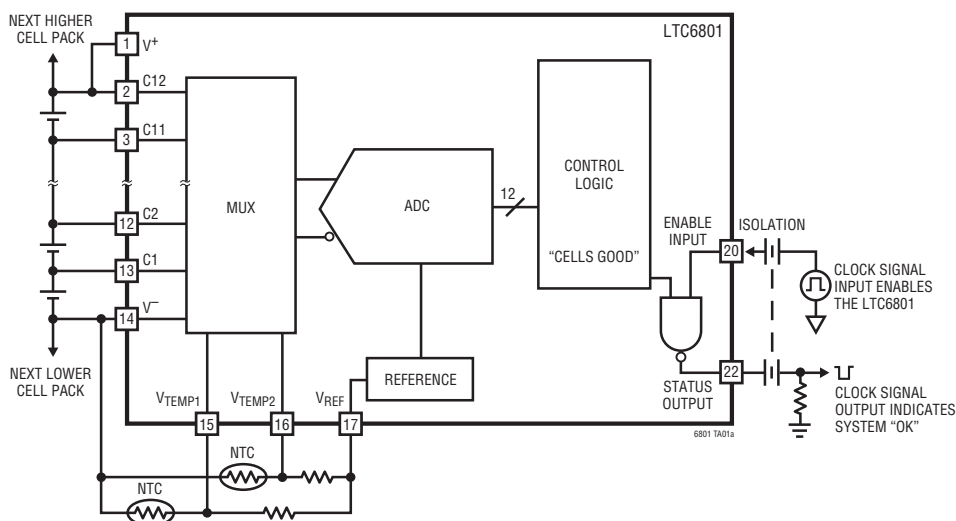 NEXT HIGHER
CELL PACK
LTC6801
1
V+
2
C12
3
C11
12
C2
13
C1
14
V−
NEXT LOWER
CELL PACK
MUX
ADC
12
CONTROL
LOGIC
“CELLS GOOD”
ENABLE
INPUT
20
ISOLATION
CLOCK SIGNAL
INPUT ENABLES
THE LTC6801
REFERENCE
STATUS
OUTPUT
22
CLOCK SIGNAL
OUTPUT INDICATES
SYSTEM “OK”
6801 TA01a
VTEMP1
15
VTEMP2
16
VREF
17
NTC
NTC